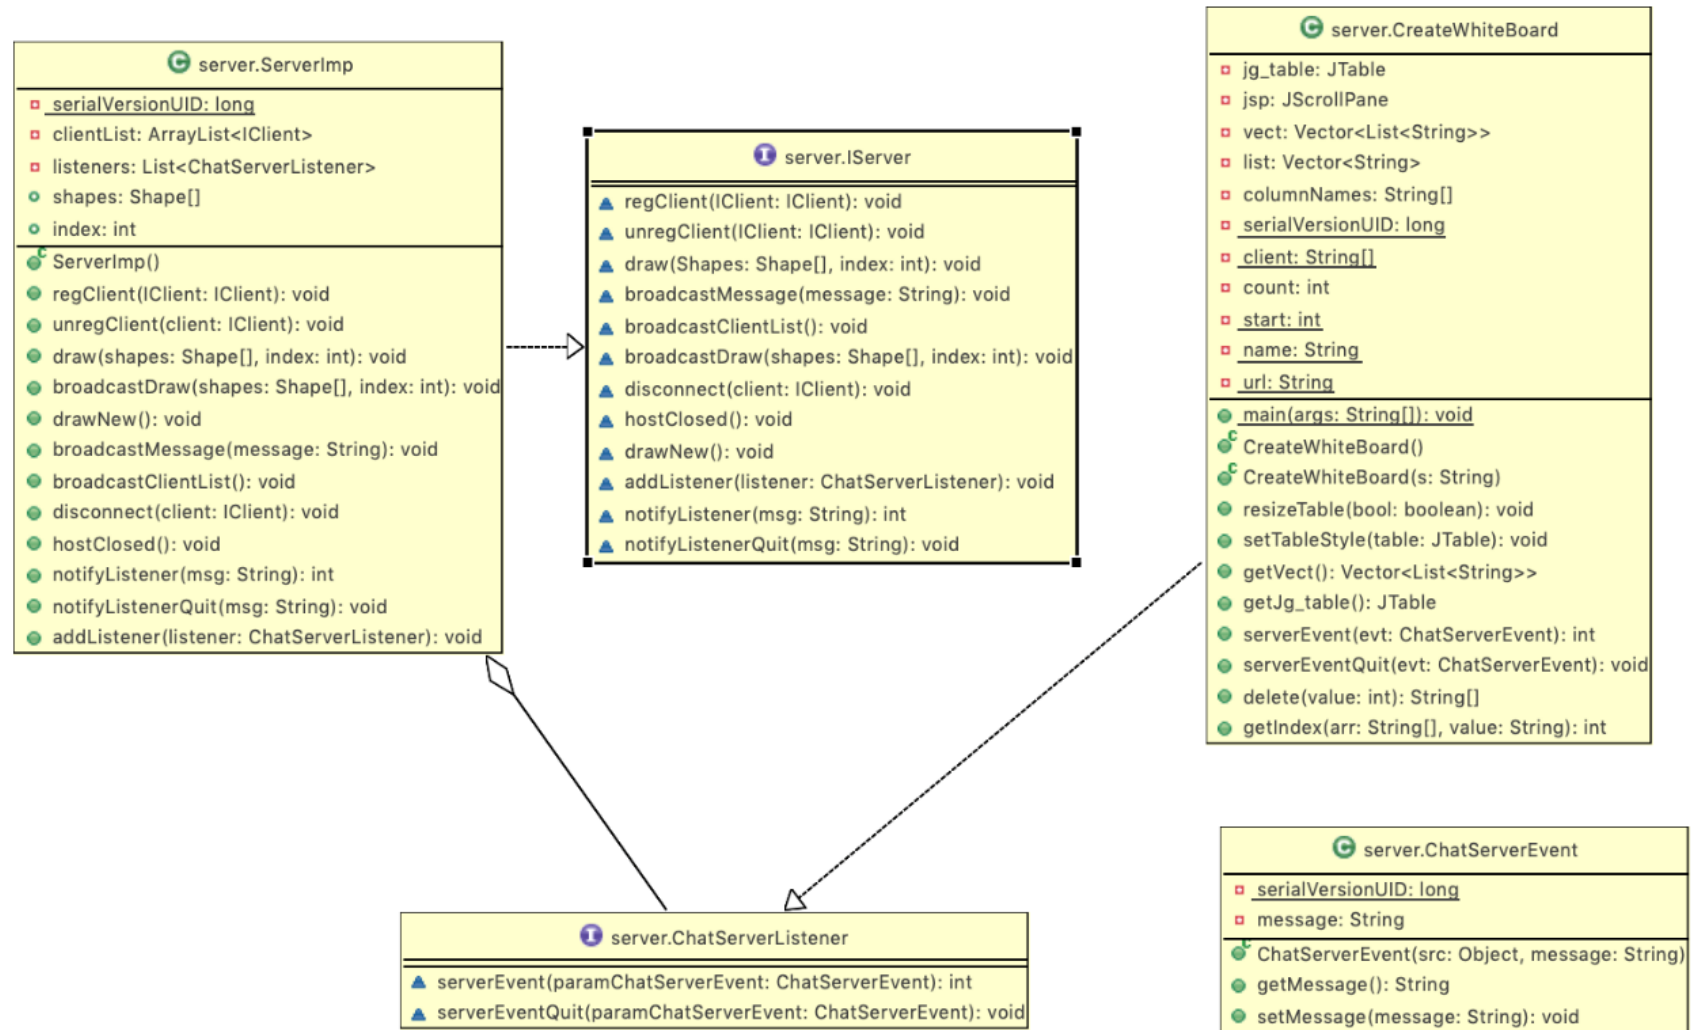 server.ServerImp
serialVersionUID: long
clientList: ArrayList<IClient>
listeners: List<ChatServerListener>
shapes: Shape[]
index: int
ServerImp()
regClient(IClient: IClient): void
unregClient(client: IClient): void
draw(shapes: Shape[], index: int): void
broadcastDraw(shapes: Shape[], index: int): void
drawNew(): void
broadcastMessage(message: String): void
broadcastClientList(): void
disconnect(client: IClient): void
hostClosed(): void
notifyListener(msg: String): int
notifyListenerQuit(msg: String): void
addListener(listener: ChatServerListener): void
server.IServer
regClient(IClient: IClient): void
unregClient(IClient: IClient): void
draw(Shapes: Shape[], index: int): void
broadcastMessage(message: String): void
broadcastClientList(): void
broadcastDraw(shapes: Shape[], index: int): void
disconnect(client: IClient): void
hostClosed(): void
drawNew(): void
addListener(listener: ChatServerListener): void
notifyListener(msg: String): int
notifyListenerQuit(msg: String): void
server.CreateWhiteBoard
jg_table: JTable
jsp: JScrollPane
vect: Vector<List<String>>
list: Vector<String>
columnNames: String[]
serialVersionUID: long
client: String[]
count: int
start: int
name: String
url: String
main(args: String[]): void
CreateWhiteBoard()
CreateWhiteBoard(s: String)
resizeTable(bool: boolean): void
setTableStyle(table: JTable): void
getVect(): Vector<List<String>>
getJg_table(): JTable
serverEvent(evt: ChatServerEvent): int
serverEventQuit(evt: ChatServerEvent): void
delete(value: int): String[]
getIndex(arr: String[], value: String): int
server.ChatServerListener
serverEvent(paramChatServerEvent: ChatServerEvent): int
serverEventQuit(paramChatServerEvent: ChatServerEvent): void
server.ChatServerEvent
serialVersionUID: long
message: String
ChatServerEvent(src: Object, message: String)
getMessage(): String
setMessage(message: String): void